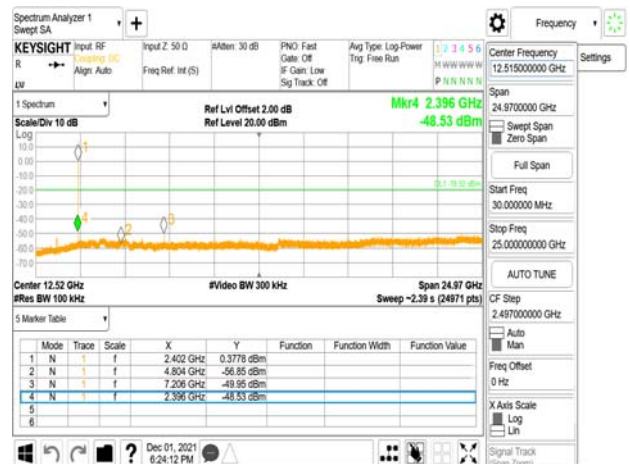 Spectrum Analyzer 1
Swept SA
Frequency
KEYSIGHT Input: RF
Coupling: DC
Align: Auto
Input Z: 50 Ω
Freq Ref: Int (S)
#Atten: 30 dB
PNO: Fast
Gate: Off
IF Gain: Low
Sig Track: Off
Avg Type: Log-Power
Trig: Free Run
1 2 3 4 5 6
M W W W W W
P N N N N N
R
1 Spectrum
Scale/Div 10 dB
Ref Lvl Offset 2.00 dB
Ref Level 20.00 dBm
Mkr4 2.396 GHz
-48.53 dBm
Log
10.0
0.00
-10.0
-20.0
-30.0
-40.0
-50.0
-60.0
-70.0
1
4
2
3
Center 12.52 GHz
#Res BW 100 kHz
#Video BW 300 kHz
Span 24.97 GHz
Sweep ~2.39 s (24971 pts)
5 Marker Table
Mode Trace Scale X Y Function Function Width Function Value
1 N 1 f 2.402 GHz 0.3778 dBm
2 N 1 f 4.804 GHz -56.85 dBm
3 N 1 f 7.206 GHz -49.95 dBm
4 N 1 f 2.396 GHz -48.53 dBm
5
6
Dec 01, 2021
6:24:12 PM
Center Frequency
12.515000000 GHz
Settings
Span
24.9700000 GHz
Swept Span
Zero Span
Full Span
Start Freq
30.000000 MHz
Stop Freq
25.000000000 GHz
AUTO TUNE
CF Step
2.497000000 GHz
Auto
Man
Freq Offset
0 Hz
X Axis Scale
Log
Lin
Signal Track
(Span Zoom)